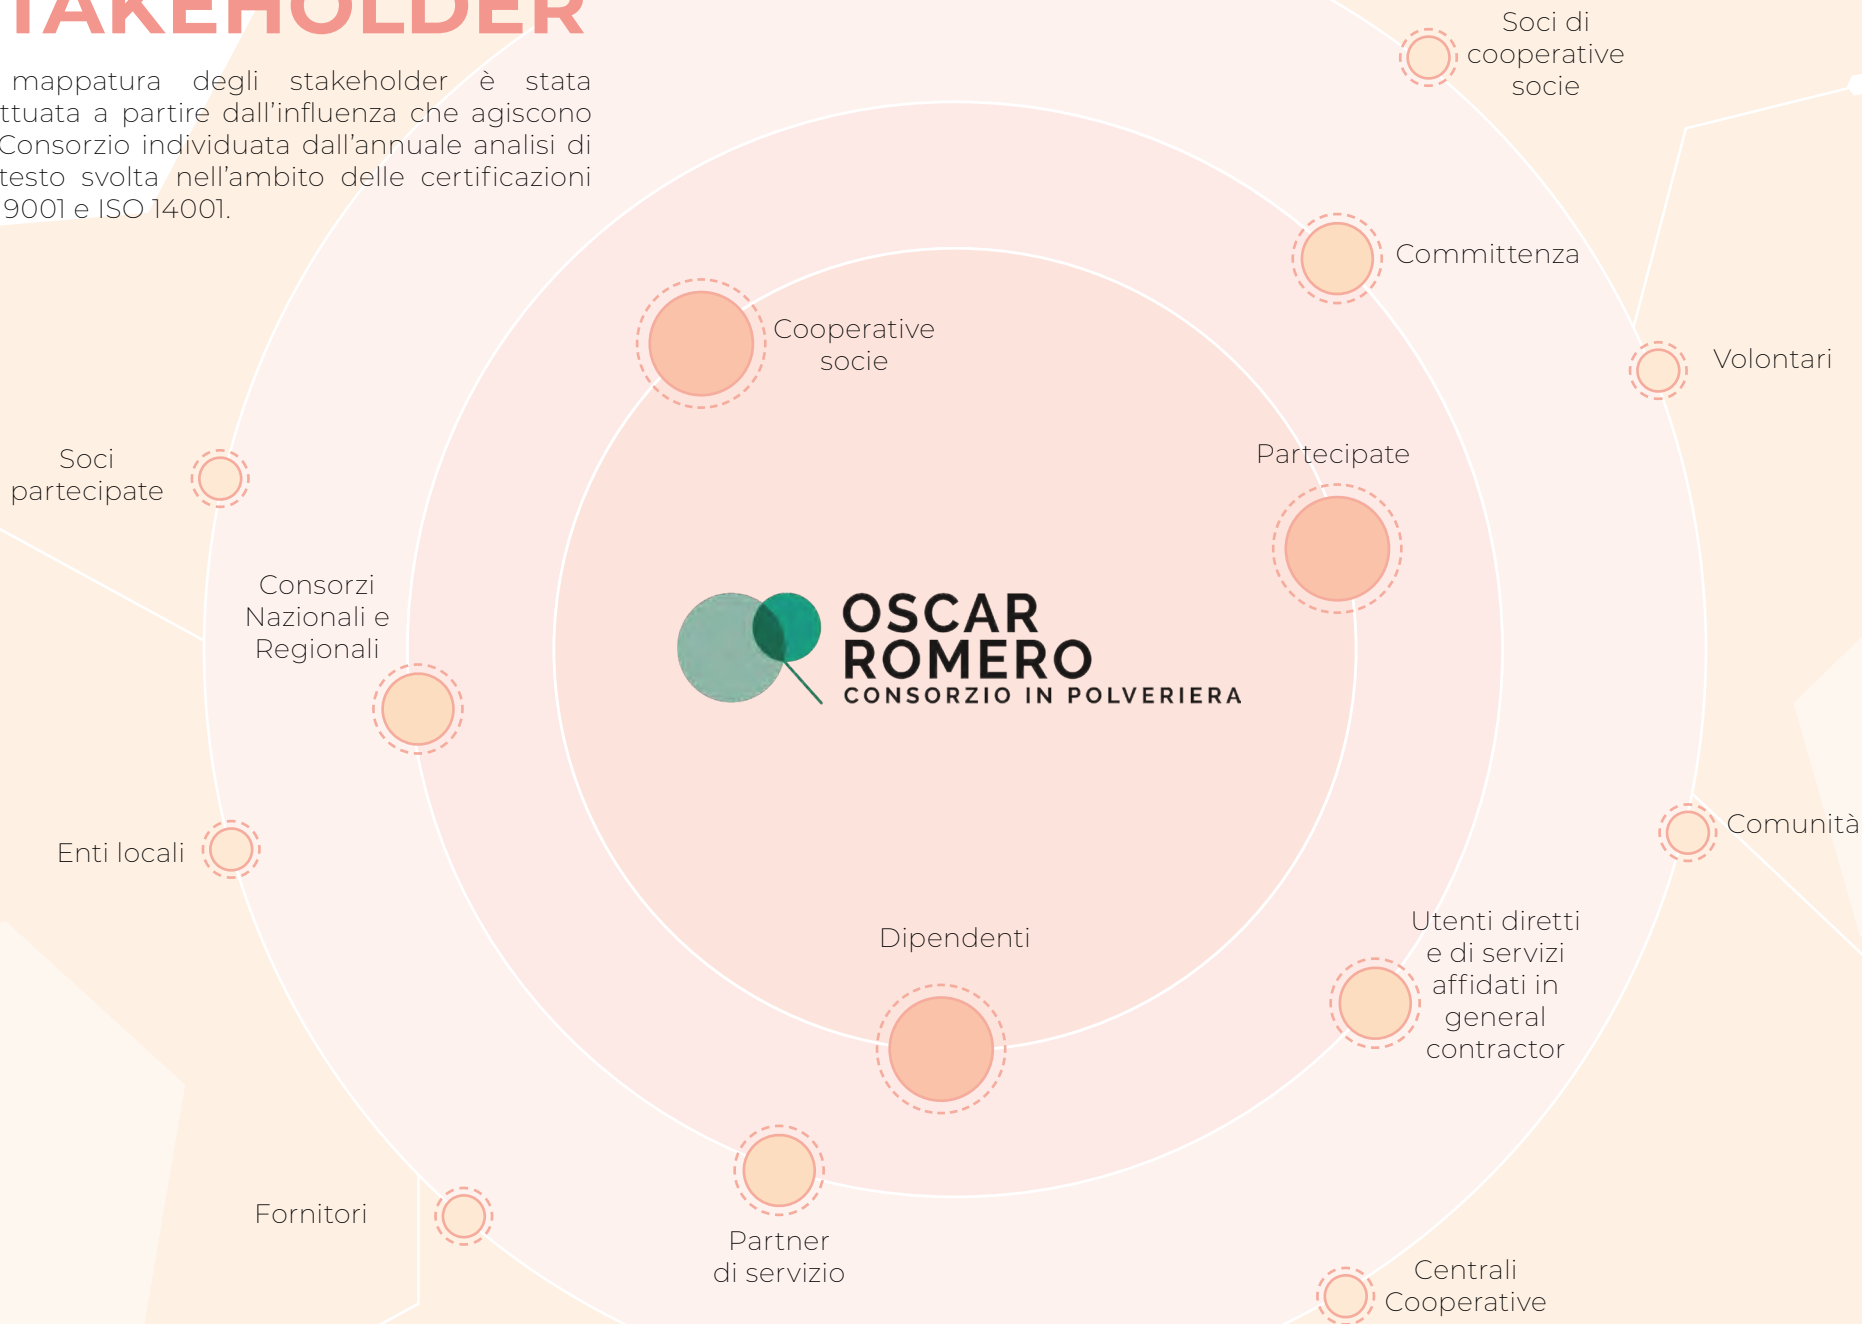 TAKEHOLDER
mappatura degli stakeholder è stata
ttuata a partire dall'influenza che agiscono
Consorzio individuata dall'annuale analisi di
testo svolta nell'ambito delle certificazioni
9001 e ISO 14001.
Soci di
cooperative
socie
Committenza
Cooperative
socie
Volontari
Partecipate
Soci
partecipate
Consorzi
Nazionali e
Regionali
OSCAR
ROMERO
CONSORZIO IN POLVERIERA
Comunità
Enti locali
Dipendenti
Utenti diretti
e di servizi
affidati in
general
contractor
Fornitori
Partner
di servizio
Centrali
Cooperative